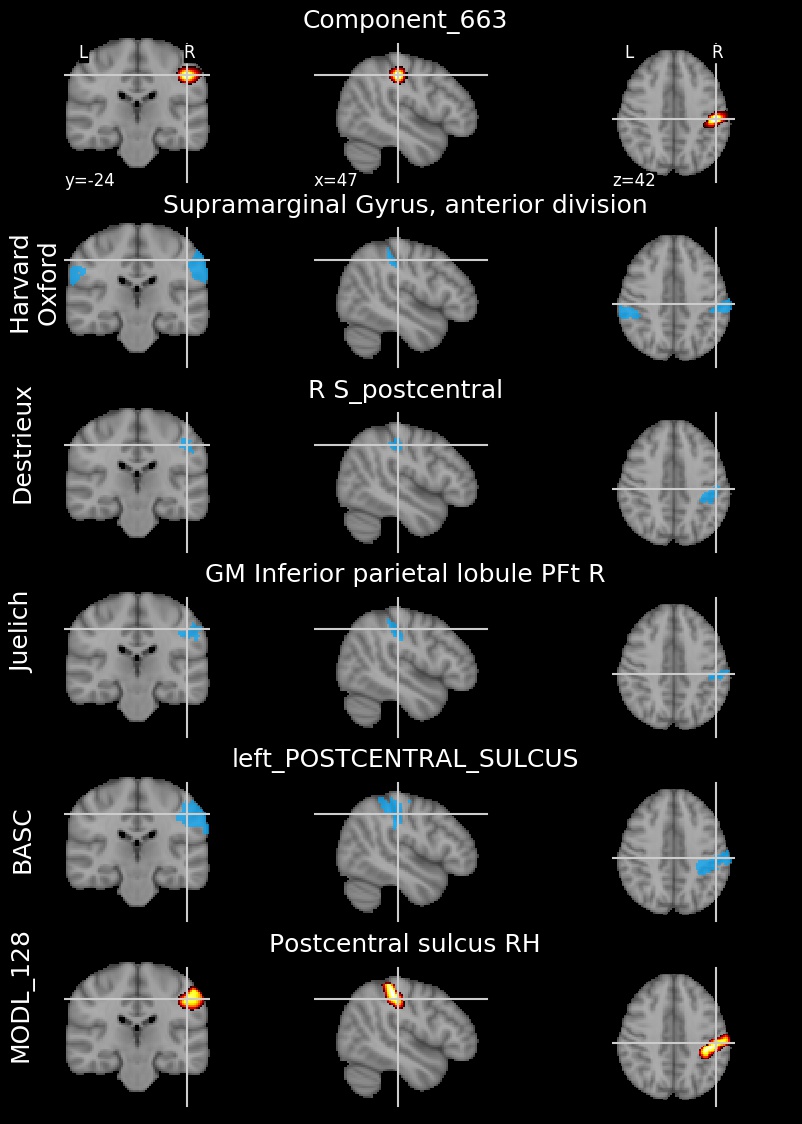 Component_663
L R L R
y=-24 x=47 z=42
Supramarginal Gyrus, anterior division
Harvard
Oxford
R S_postcentral
Destrieux
GM Inferior parietal lobule PFt R
Juelich
left_POSTCENTRAL_SULCUS
BASC
Postcentral sulcus RH
MODL_128